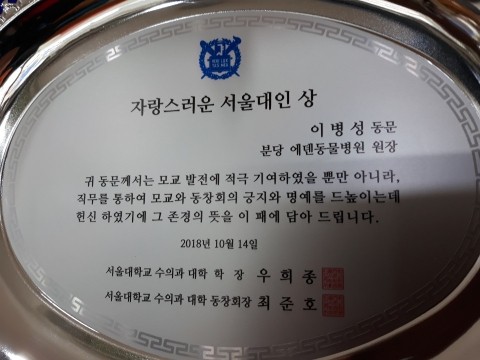 자랑스러운 서울대인 상
이 병 성 동문
분당 에덴동물병원 원장
귀 동문께서는 모교 발전에 적극 기여하였을 뿐만 아니라,
직무를 통하여 모교와 동창회의 긍지와 명예를 드높이는데
헌신 하였기에 그 존경의 뜻을 이 패에 담아 드립니다.
2018년 10월 14일
서울대학교 수의과 대학 학 장 우 희 종
서울대학교 수의과 대학 동창회장 최 준 호